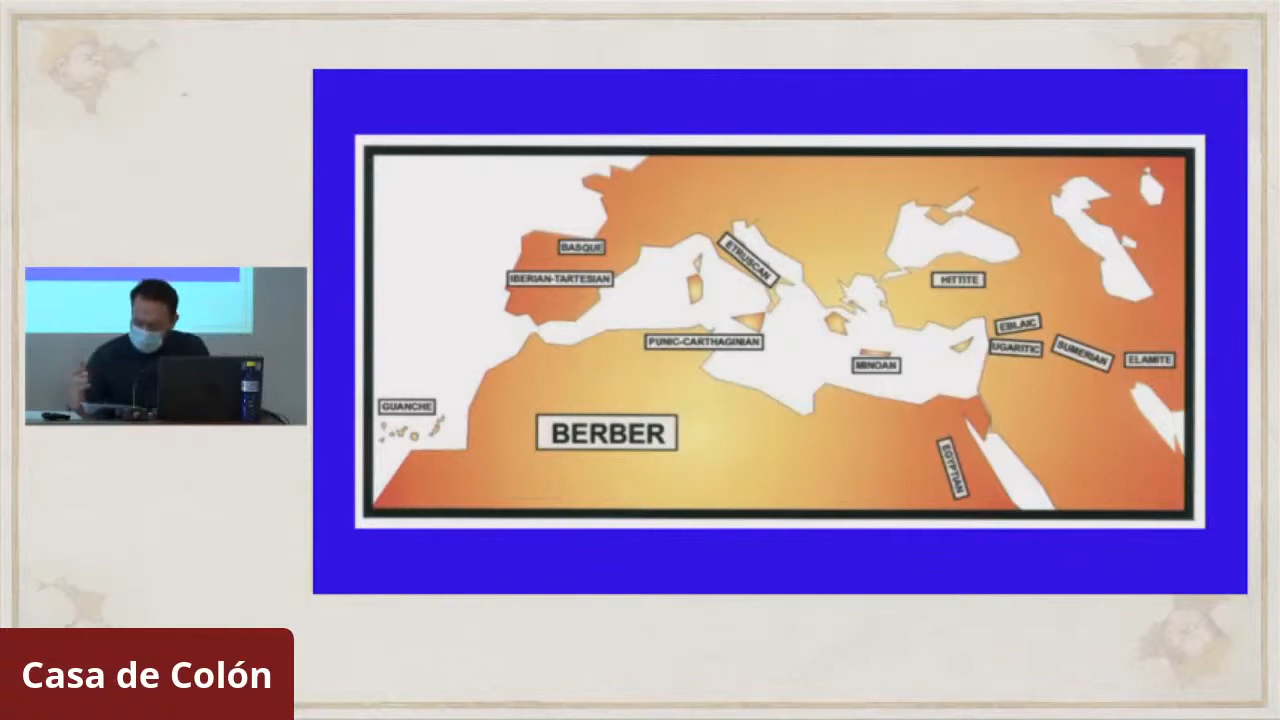 BASQUE
IBERIAN-TARTESIAN
ETRUSCAN
HITTITE
EBLAIC
UGARITIC
SUMERIAN
ELAMITE
PUNIC-CARTHAGINIAN
MINOAN
GUANCHE
BERBER
EGYPTIAN
Casa de Colón